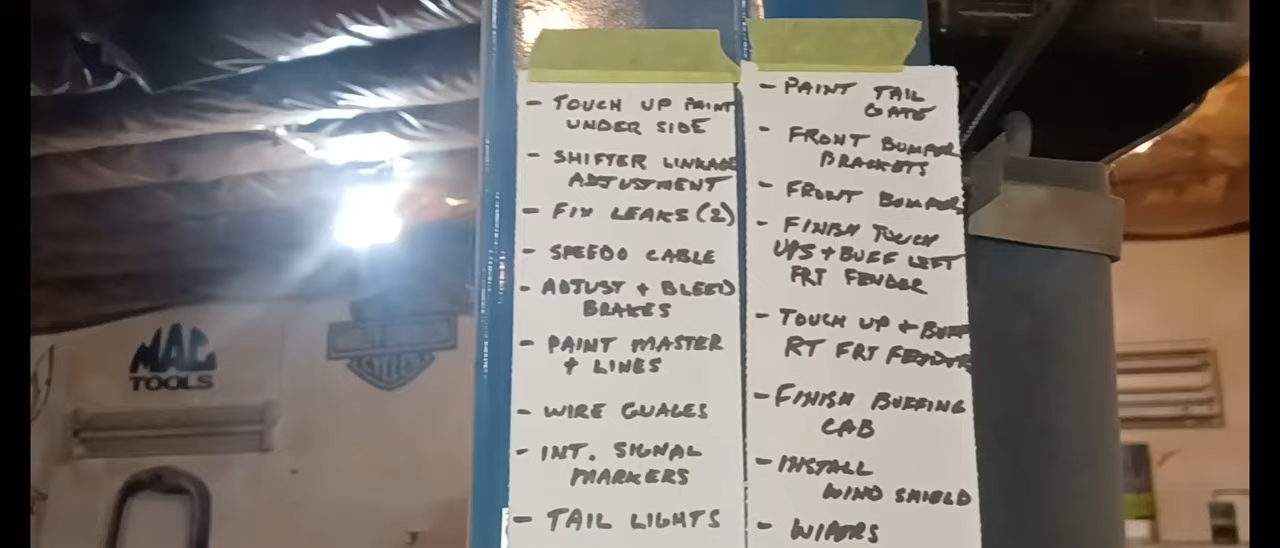 - TOUCH UP PAINT
UNDER SIDE
- SHIFTER LINKAGE
ADJUSTMENT
- FIX LEAKS (2)
- SPEEDO CABLE
- ADJUST + BLEED
BRAKES
- PAINT MASTER
+ LINES
- WIRE GUAGES
- INT. SIGNAL
MARKERS
- TAIL LIGHTS
- PAINT TAIL
GATE
- FRONT BUMPER
BRACKETS
- FRONT BUMPER
- FINISH TOUCH
UPS + BUFF LEFT
FRT FENDER
- TOUCH UP + BUFF
RT FRT FENDER
- FINISH BUFFING
CAB
- INSTALL
WIND SHIELD
- WIPERS
MAC
TOOLS